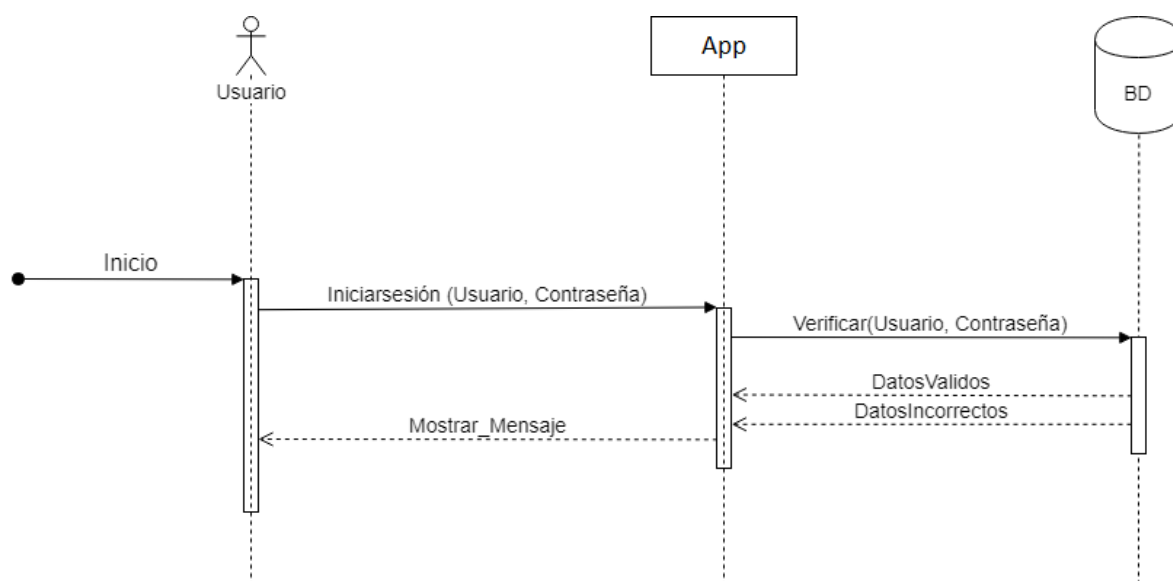 Usuario
App
BD
Inicio
Iniciarsesión (Usuario, Contraseña)
Verificar(Usuario, Contraseña)
DatosValidos
DatosIncorrectos
Mostrar_Mensaje